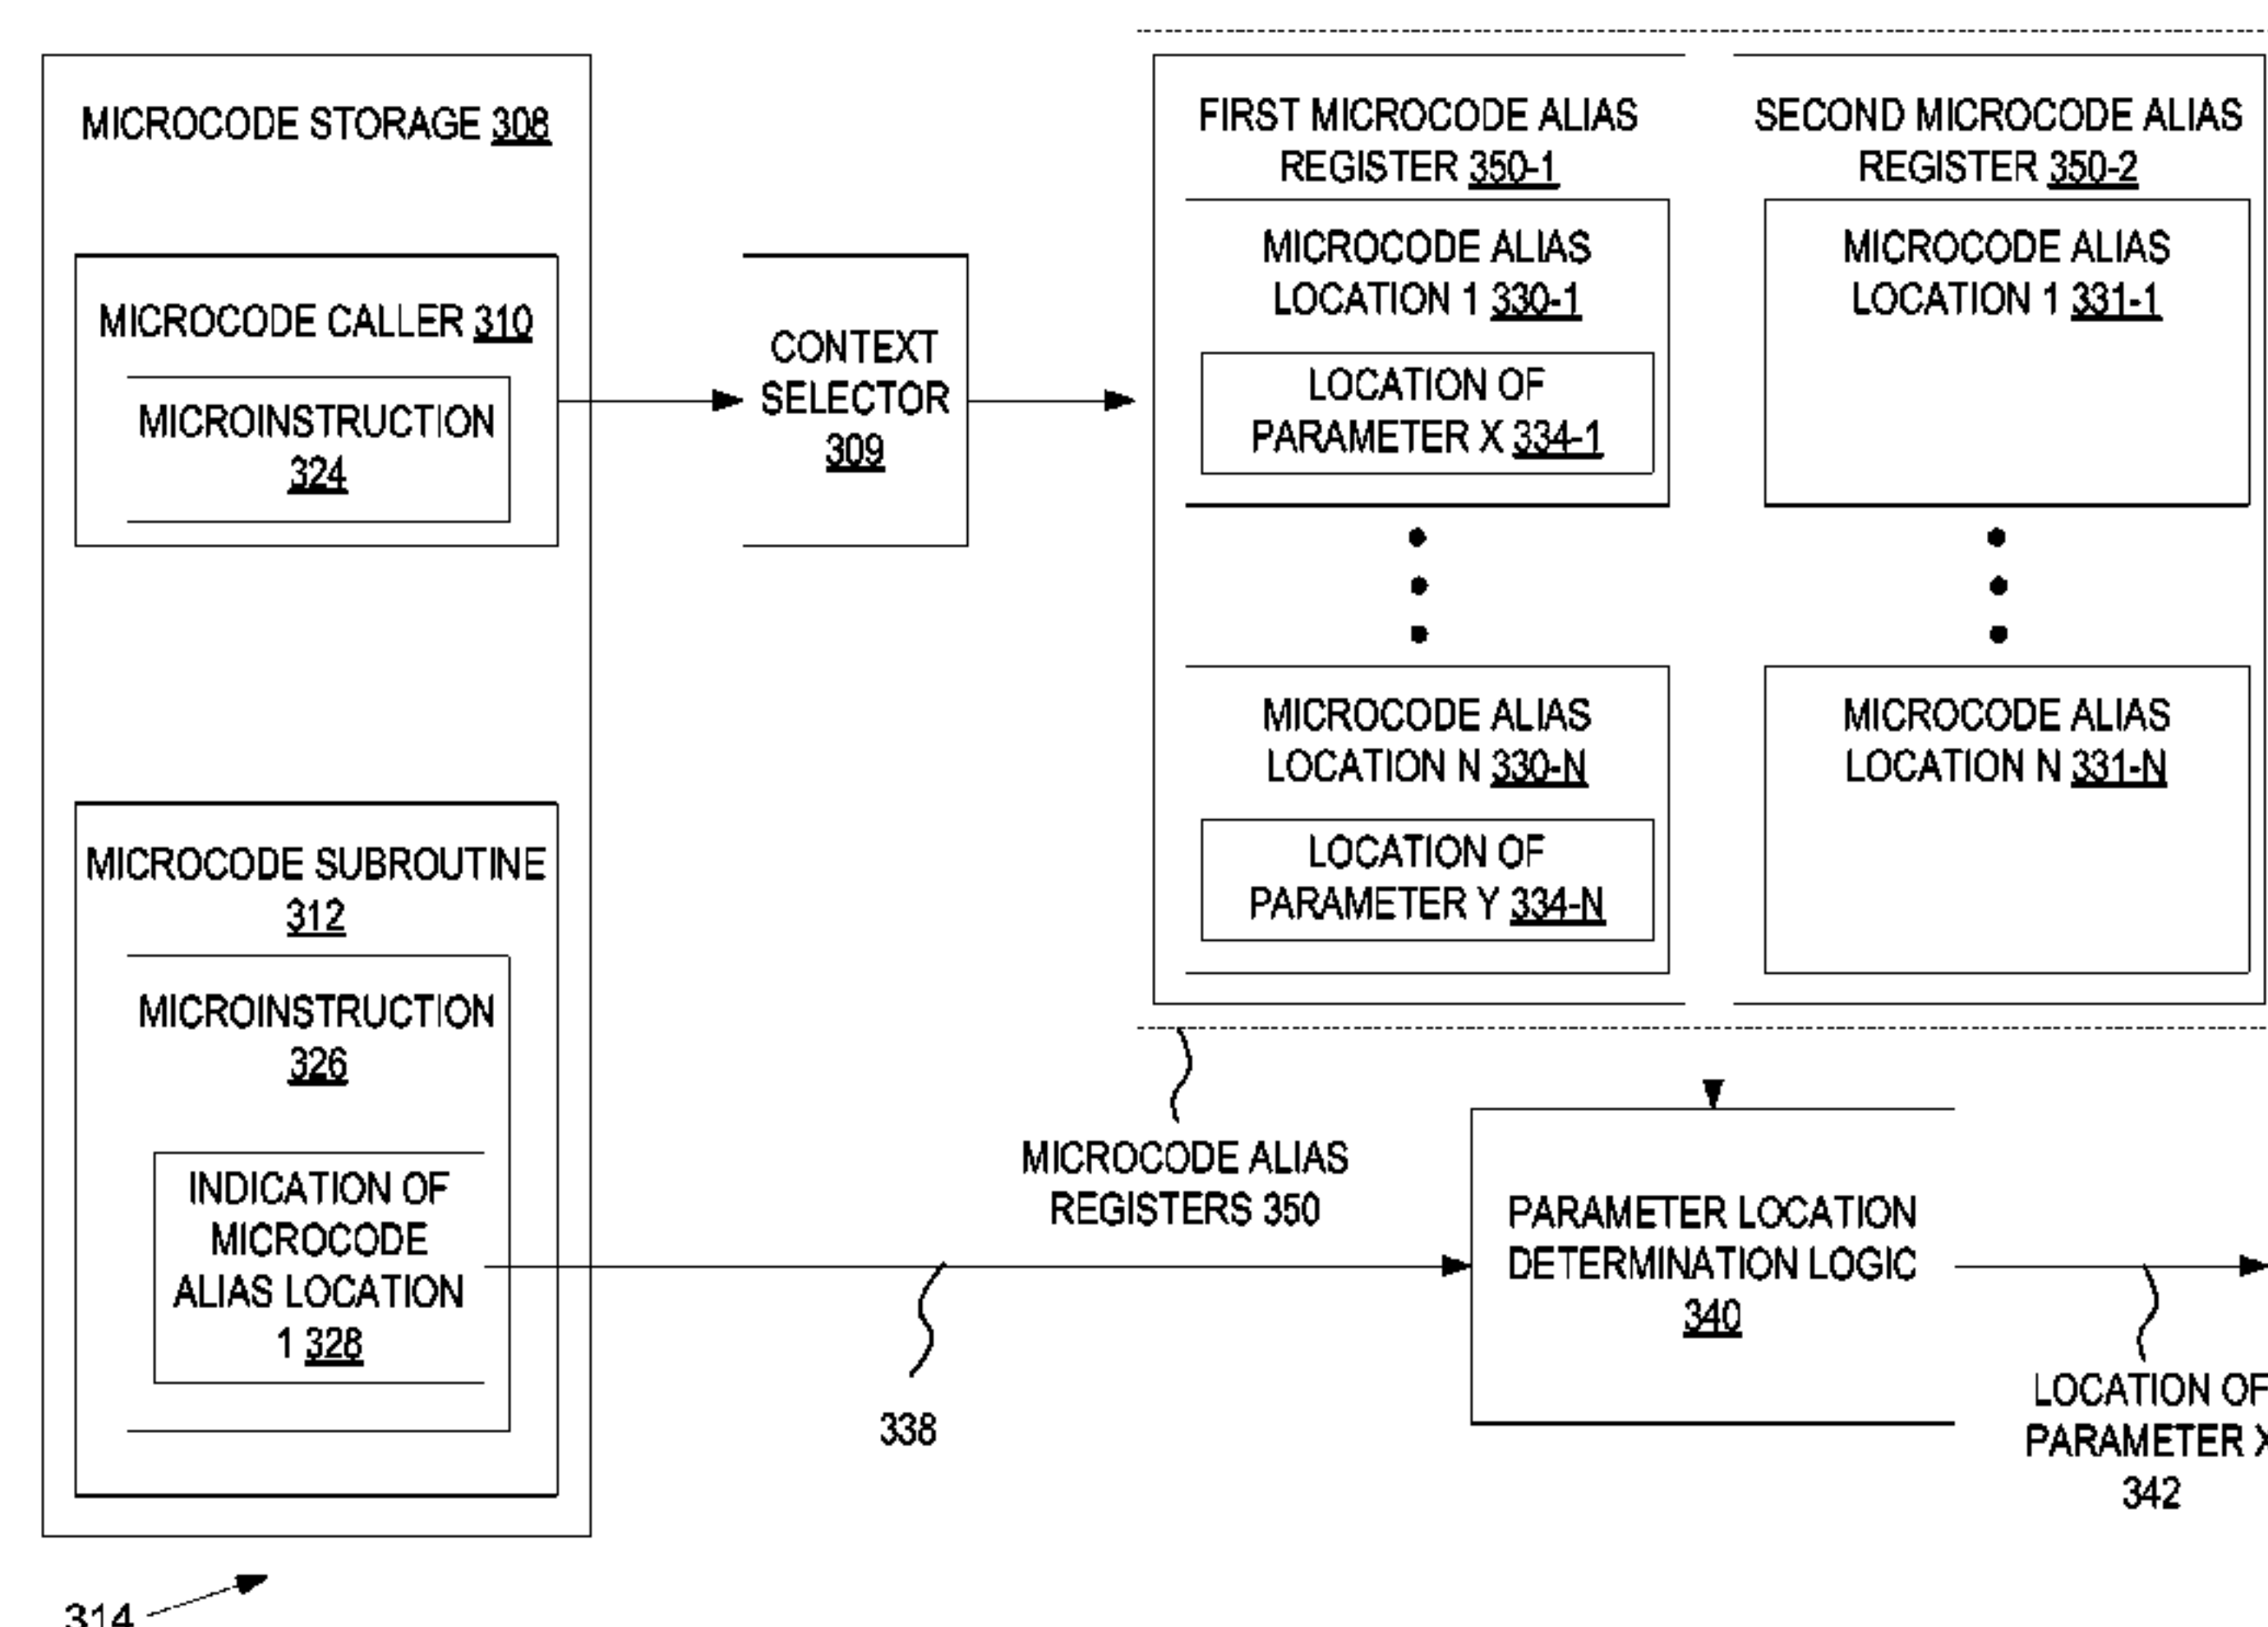 MICROCODE STORAGE 308
MICROCODE CALLER 310
MICROINSTRUCTION
324
CONTEXT
SELECTOR
309
FIRST MICROCODE ALIAS
REGISTER 350-1
MICROCODE ALIAS
LOCATION 1 330-1
LOCATION OF
PARAMETER X 334-1
MICROCODE ALIAS
LOCATION N 330-N
LOCATION OF
PARAMETER Y 334-N
SECOND MICROCODE ALIAS
REGISTER 350-2
MICROCODE ALIAS
LOCATION 1 331-1
MICROCODE ALIAS
LOCATION N 331-N
MICROCODE SUBROUTINE
312
MICROINSTRUCTION
326
INDICATION OF
MICROCODE
ALIAS LOCATION
1 328
338
MICROCODE ALIAS
REGISTERS 350
PARAMETER LOCATION
DETERMINATION LOGIC
340
LOCATION OF
PARAMETER X
342
314